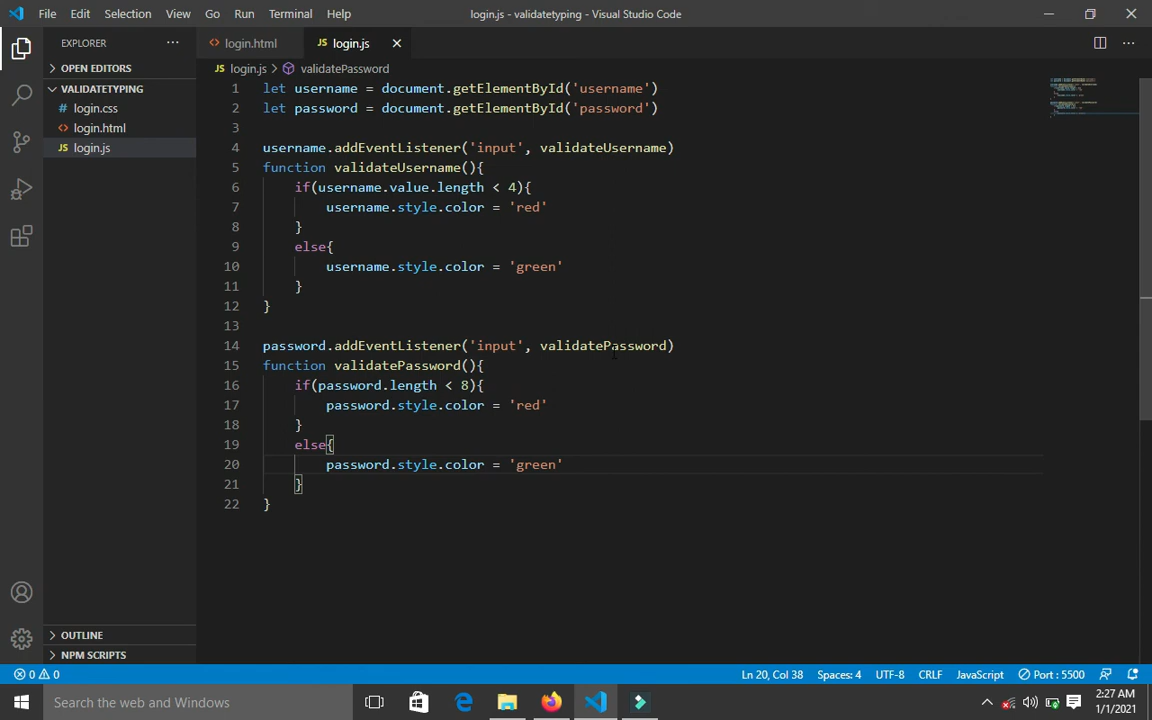 File Edit Selection View Go Run Terminal Help login.js - validatetyping - Visual Studio Code
EXPLORER ... login.html JS login.js
OPEN EDITORS
JS login.js > validatePassword
VALIDATETYPING
# login.css
login.html
JS login.js
1 let username = document.getElementById('username')
2 let password = document.getElementById('password')
3
4 username.addEventListener('input', validateUsername)
5 function validateUsername(){
6 if(username.value.length < 4){
7 username.style.color = 'red'
8 }
9 else{
10 username.style.color = 'green'
11 }
12 }
13
14 password.addEventListener('input', validatePassword)
15 function validatePassword(){
16 if(password.length < 8){
17 password.style.color = 'red'
18 }
19 else{
20 password.style.color = 'green'
21 }
22 }
OUTLINE
NPM SCRIPTS
0 0 Ln 20, Col 38 Spaces: 4 UTF-8 CRLF JavaScript Port : 5500
Search the web and Windows
2:27 AM
1/1/2021